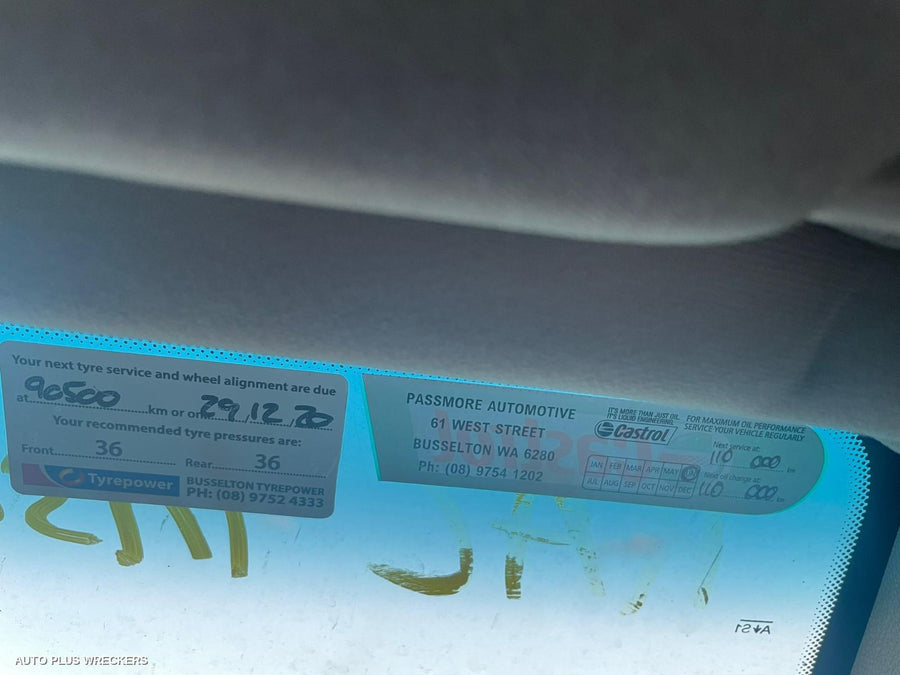 Your next tyre service and wheel alignment are due
at 90500 km or on 29/12/20
Your recommended tyre pressures are:
Front 36 Rear 36
Tyrepower
BUSSELTON TYREPOWER
PH: (08) 9752 4333
PASSMORE AUTOMOTIVE
61 WEST STREET
BUSSELTON WA 6280
Ph: (08) 9754 1202
IT'S MORE THAN JUST OIL.
IT'S LIQUID ENGINEERING.
Castrol
FOR MAXIMUM OIL PERFORMANCE
SERVICE YOUR VEHICLE REGULARLY
Next service at:
110 000 km
JAN FEB MAR APR MAY JUN
JUL AUG SEP OCT NOV DEC
Next oil change at:
110 000 km
AS1
AUTO PLUS WRECKERS